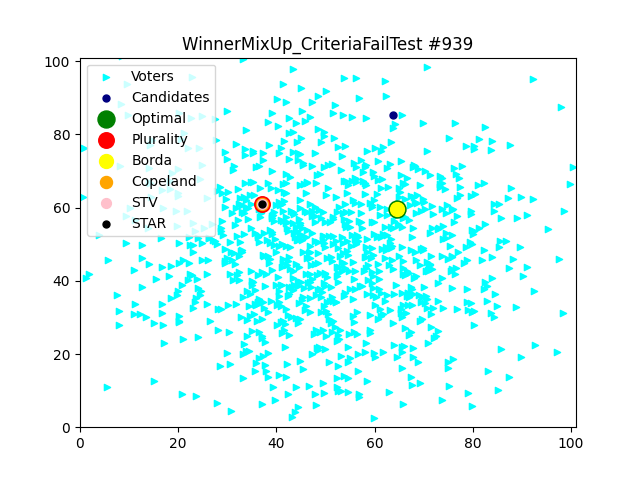 WinnerMixUp_CriteriaFailTest #939
100
80
60
40
20
0
0 20 40 60 80 100
Voters
Candidates
Optimal
Plurality
Borda
Copeland
STV
STAR